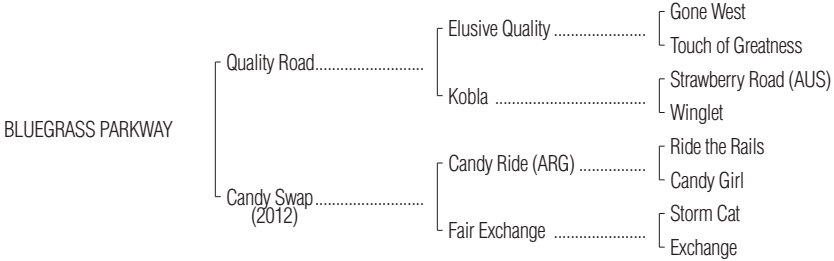 Gone West
Elusive Quality ......................
Touch of Greatness
Quality Road..........................
Strawberry Road (AUS)
Kobla ....................................
Winglet
BLUEGRASS PARKWAY
Ride the Rails
Candy Ride (ARG) ................
Candy Girl
Candy Swap..........................
(2012)
Storm Cat
Fair Exchange ......................
Exchange